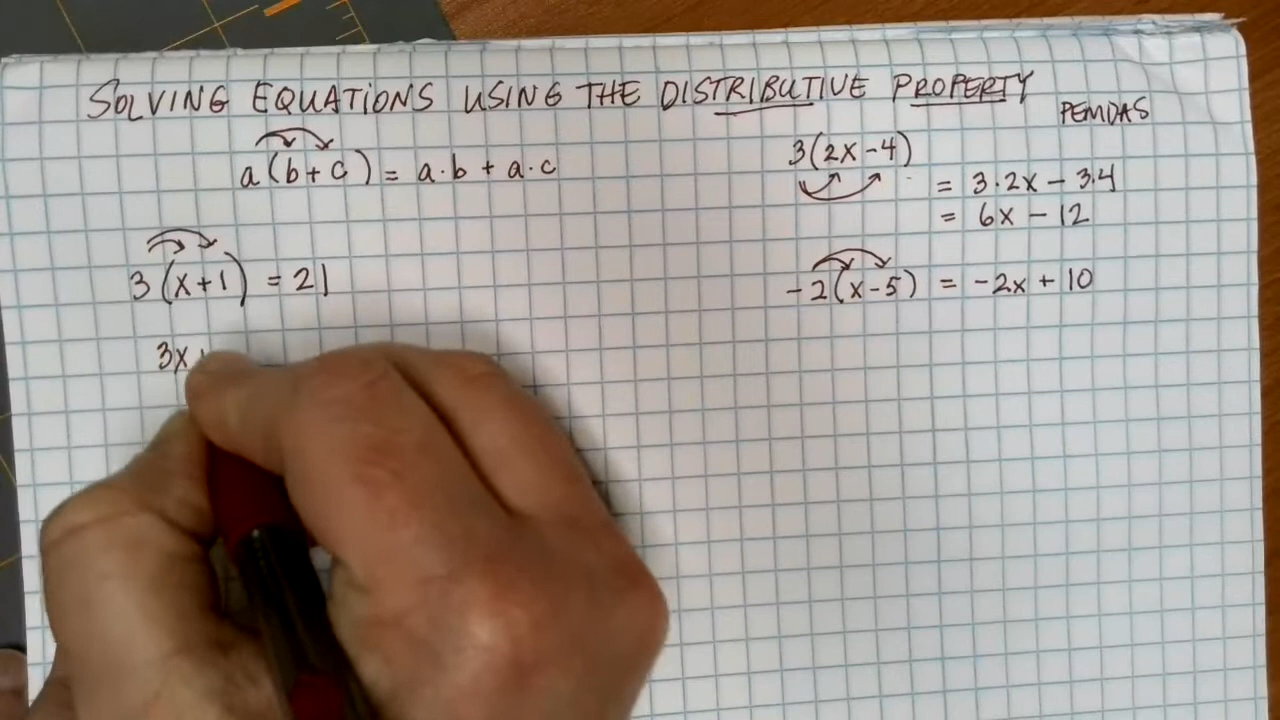 SOLVING EQUATIONS USING THE DISTRIBUTIVE PROPERTY
PEMDAS
a(b+c) = a·b + a·c
3(x+1) = 21
3x
3(2x-4)
= 3·2x - 3·4
= 6x - 12
-2(x-5) = -2x + 10